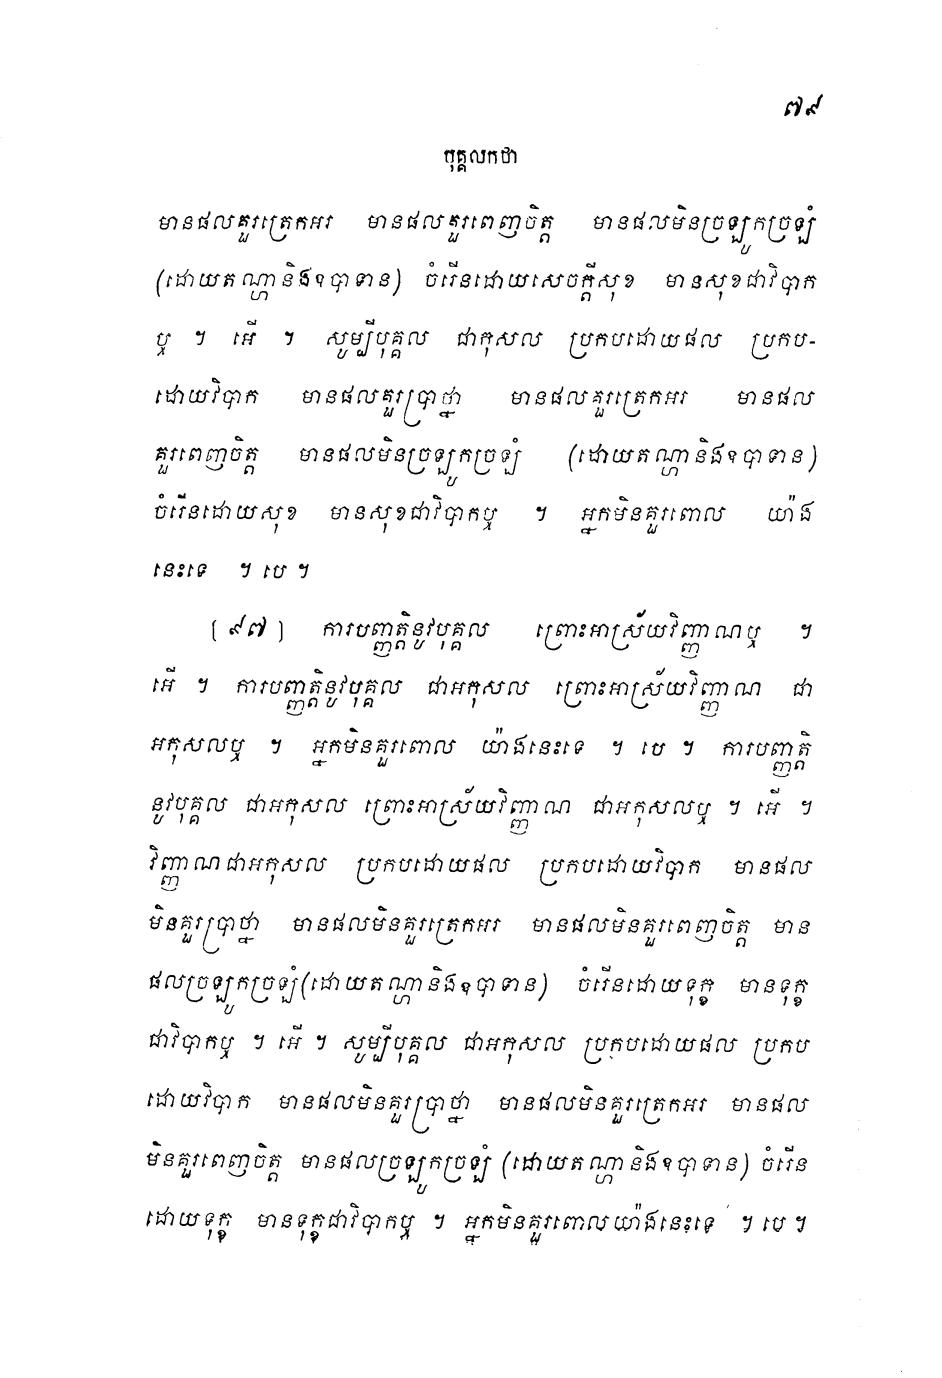 ៧៩
បុគ្គលកថា
មានផលគួរត្រេកអរ មានផលគួរពេញចិត្ត មានផលមិនច្រឡូកច្រឡំ
(ដោយតណ្ហានិងឧបាទាន) ចំរើនដោយសេចក្តីសុខ មានសុខជាវិបាក
ឬ ។ អើ ។ សូម្បីបុគ្គល ជាកុសល ប្រកបដោយផល ប្រកប-
ដោយវិបាក មានផលគួរប្រាថ្នា មានផលគួរត្រេកអរ មានផល
គួរពេញចិត្ត មានផលមិនច្រឡូកច្រឡំ (ដោយតណ្ហានិងឧបាទាន)
ចំរើនដោយសុខ មានសុខជាវិបាកឬ ។ អ្នកមិនគួរពោល យ៉ាង
នេះទេ ។ បេ ។
(៩៧) ការបញ្ញត្តិនូវបុគ្គល ព្រោះអាស្រ័យវិញ្ញាណឬ ។
អើ ។ ការបញ្ញត្តិនូវបុគ្គល ជាអកុសល ព្រោះអាស្រ័យវិញ្ញាណ ជា
អកុសលឬ ។ អ្នកមិនគួរពោល យ៉ាងនេះទេ ។ បេ ។ ការបញ្ញត្តិ
នូវបុគ្គល ជាអកុសល ព្រោះអាស្រ័យវិញ្ញាណ ជាអកុសលឬ ។ អើ ។
វិញ្ញាណជាអកុសល ប្រកបដោយផល ប្រកបដោយវិបាក មានផល
មិនគួរប្រាថ្នា មានផលមិនគួរត្រេកអរ មានផលមិនគួរពេញចិត្ត មាន
ផលច្រឡូកច្រឡំ(ដោយតណ្ហានិងឧបាទាន) ចំរើនដោយទុក្ខ មានទុក្ខ
ជាវិបាកឬ ។ អើ ។ សូម្បីបុគ្គល ជាអកុសល ប្រកបដោយផល ប្រកប
ដោយវិបាក មានផលមិនគួរប្រាថ្នា មានផលមិនគួរត្រេកអរ មានផល
មិនគួរពេញចិត្ត មានផលច្រឡូកច្រឡំ (ដោយតណ្ហានិងឧបាទាន) ចំរើន
ដោយទុក្ខ មានទុក្ខជាវិបាកឬ ។ អ្នកមិនគួរពោលយ៉ាងនេះទេ ។ បេ ។